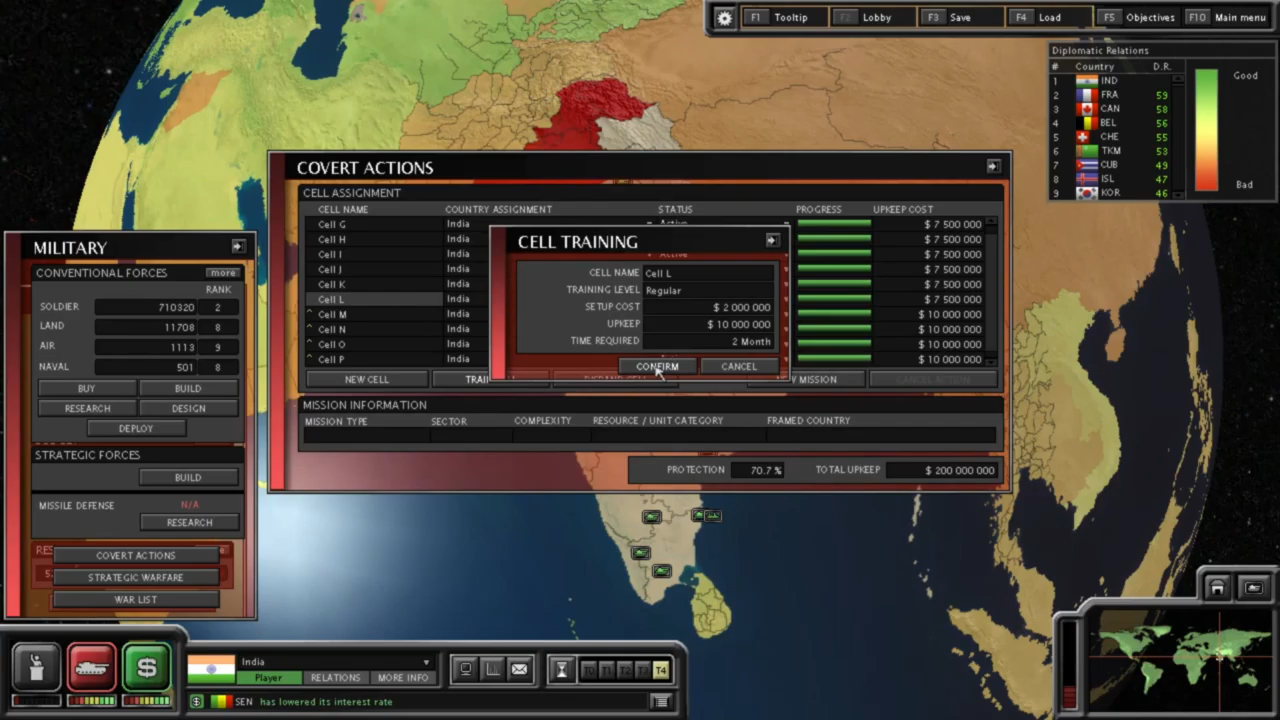 F1 Tooltip F2 Lobby F3 Save F4 Load F5 Objectives F10 Main menu
Diplomatic Relations
# Country D.R.
1 IND
2 FRA 59
3 CAN 58
4 BEL 56
5 CHE 55
6 TKM 53
7 CUB 49
8 ISL 47
9 KOR 46
Good
Bad
COVERT ACTIONS
CELL ASSIGNMENT
CELL NAME COUNTRY ASSIGNMENT STATUS PROGRESS UPKEEP COST
Cell G India Active $ 7 500 000
Cell H India $ 7 500 000
Cell I India $ 7 500 000
Cell J India $ 7 500 000
Cell K India $ 7 500 000
Cell L India $ 7 500 000
^ Cell M India $ 10 000 000
^ Cell N India $ 10 000 000
^ Cell O India $ 10 000 000
^ Cell P India $ 10 000 000
NEW CELL
MISSION INFORMATION
MISSION TYPE SECTOR COMPLEXITY RESOURCE / UNIT CATEGORY FRAMED COUNTRY
PROTECTION 70.7 % TOTAL UPKEEP $ 200 000 000
CELL TRAINING
CELL NAME Cell L
TRAINING LEVEL Regular
SETUP COST $ 2 000 000
UPKEEP $ 10 000 000
TIME REQUIRED 2 Month
CONFIRM CANCEL
MILITARY
CONVENTIONAL FORCES more
RANK
SOLDIER 710320 2
LAND 11708 8
AIR 1113 9
NAVAL 501 8
BUY BUILD
RESEARCH DESIGN
DEPLOY
STRATEGIC FORCES
BUILD
MISSILE DEFENSE N/A
RESEARCH
COVERT ACTIONS
STRATEGIC WARFARE
WAR LIST
India
Player RELATIONS MORE INFO
T0 T1 T2 T3 T4
$ SEN has lowered its interest rate